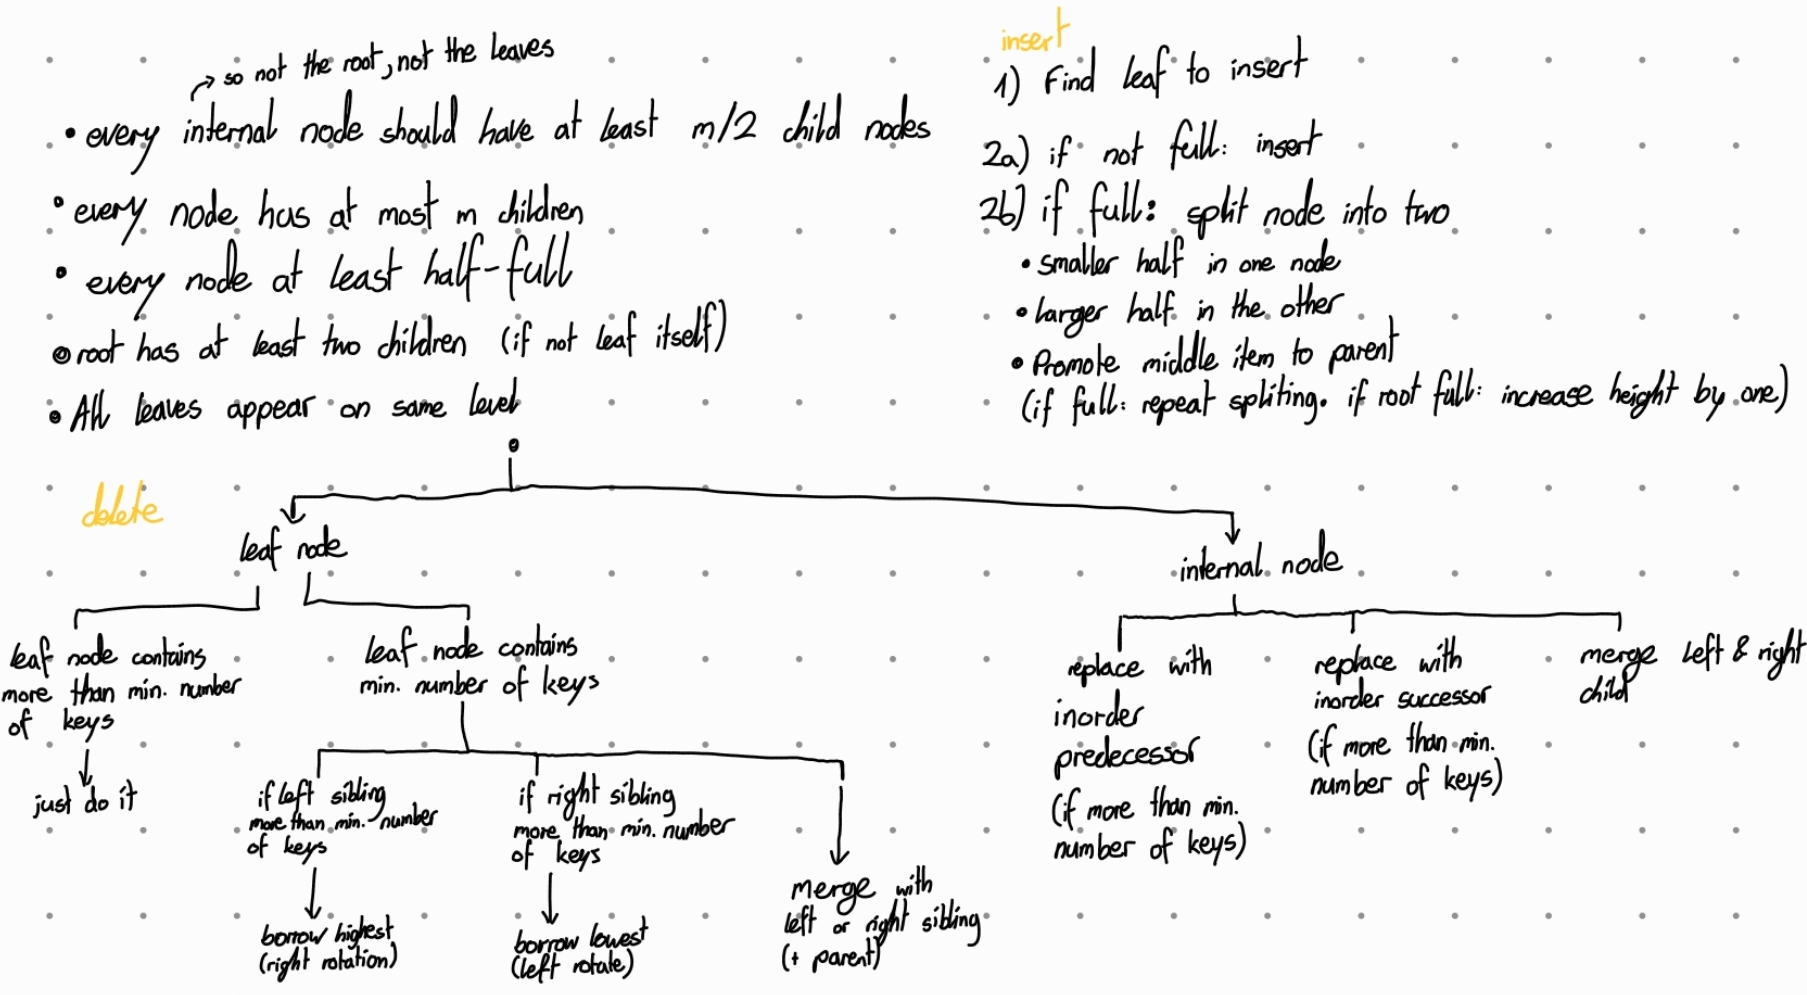 so not the root, not the leaves
• every internal node should have at least m/2 child nodes
• every node has at most m children
• every node at least half-full
• root has at least two children (if not leaf itself)
• All leaves appear on same level
insert
1) Find leaf to insert
2a) if not full: insert
2b) if full: split node into two
• smaller half in one node
• larger half in the other
• Promote middle item to parent
(if full: repeat spliting. if root full: increase height by one)
delete
leaf node
leaf node contains
more than min. number
of keys
just do it
leaf node contains
min. number of keys
if left sibling
more than min. number
of keys
borrow highest
(right rotation)
if right sibling
more than min. number
of keys
borrow lowest
(left rotate)
merge with
left or right sibling
(+ parent)
internal node
replace with
inorder
predecessor
(if more than min.
number of keys)
replace with
inorder successor
(if more than min.
number of keys)
merge left & right
child